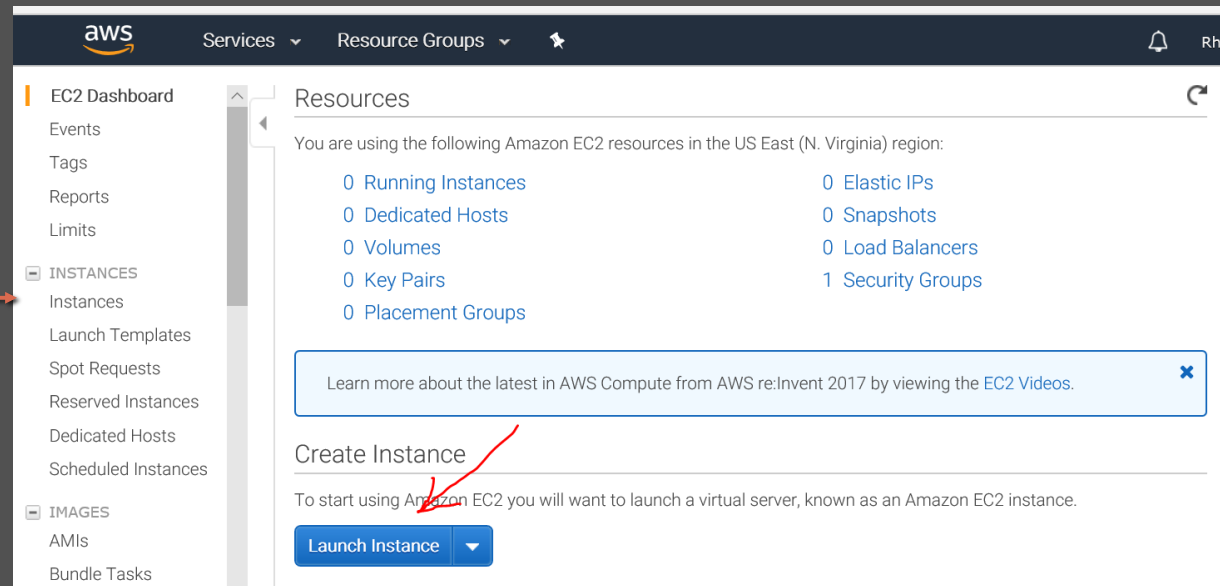 aws Services Resource Groups Rh
EC2 Dashboard
Events
Tags
Reports
Limits
INSTANCES
Instances
Launch Templates
Spot Requests
Reserved Instances
Dedicated Hosts
Scheduled Instances
IMAGES
AMIs
Bundle Tasks
Resources
You are using the following Amazon EC2 resources in the US East (N. Virginia) region:
0 Running Instances
0 Dedicated Hosts
0 Volumes
0 Key Pairs
0 Placement Groups
0 Elastic IPs
0 Snapshots
0 Load Balancers
1 Security Groups
Learn more about the latest in AWS Compute from AWS re:Invent 2017 by viewing the EC2 Videos.
Create Instance
To start using Amazon EC2 you will want to launch a virtual server, known as an Amazon EC2 instance.
Launch Instance